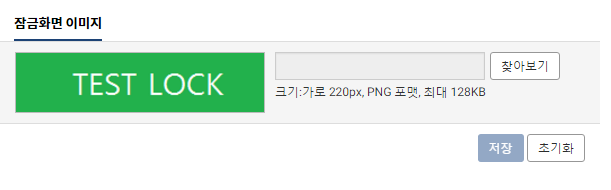 잠금화면 이미지
TEST LOCK
찾아보기
크기:가로 220px, PNG 포맷, 최대 128KB
저장
초기화